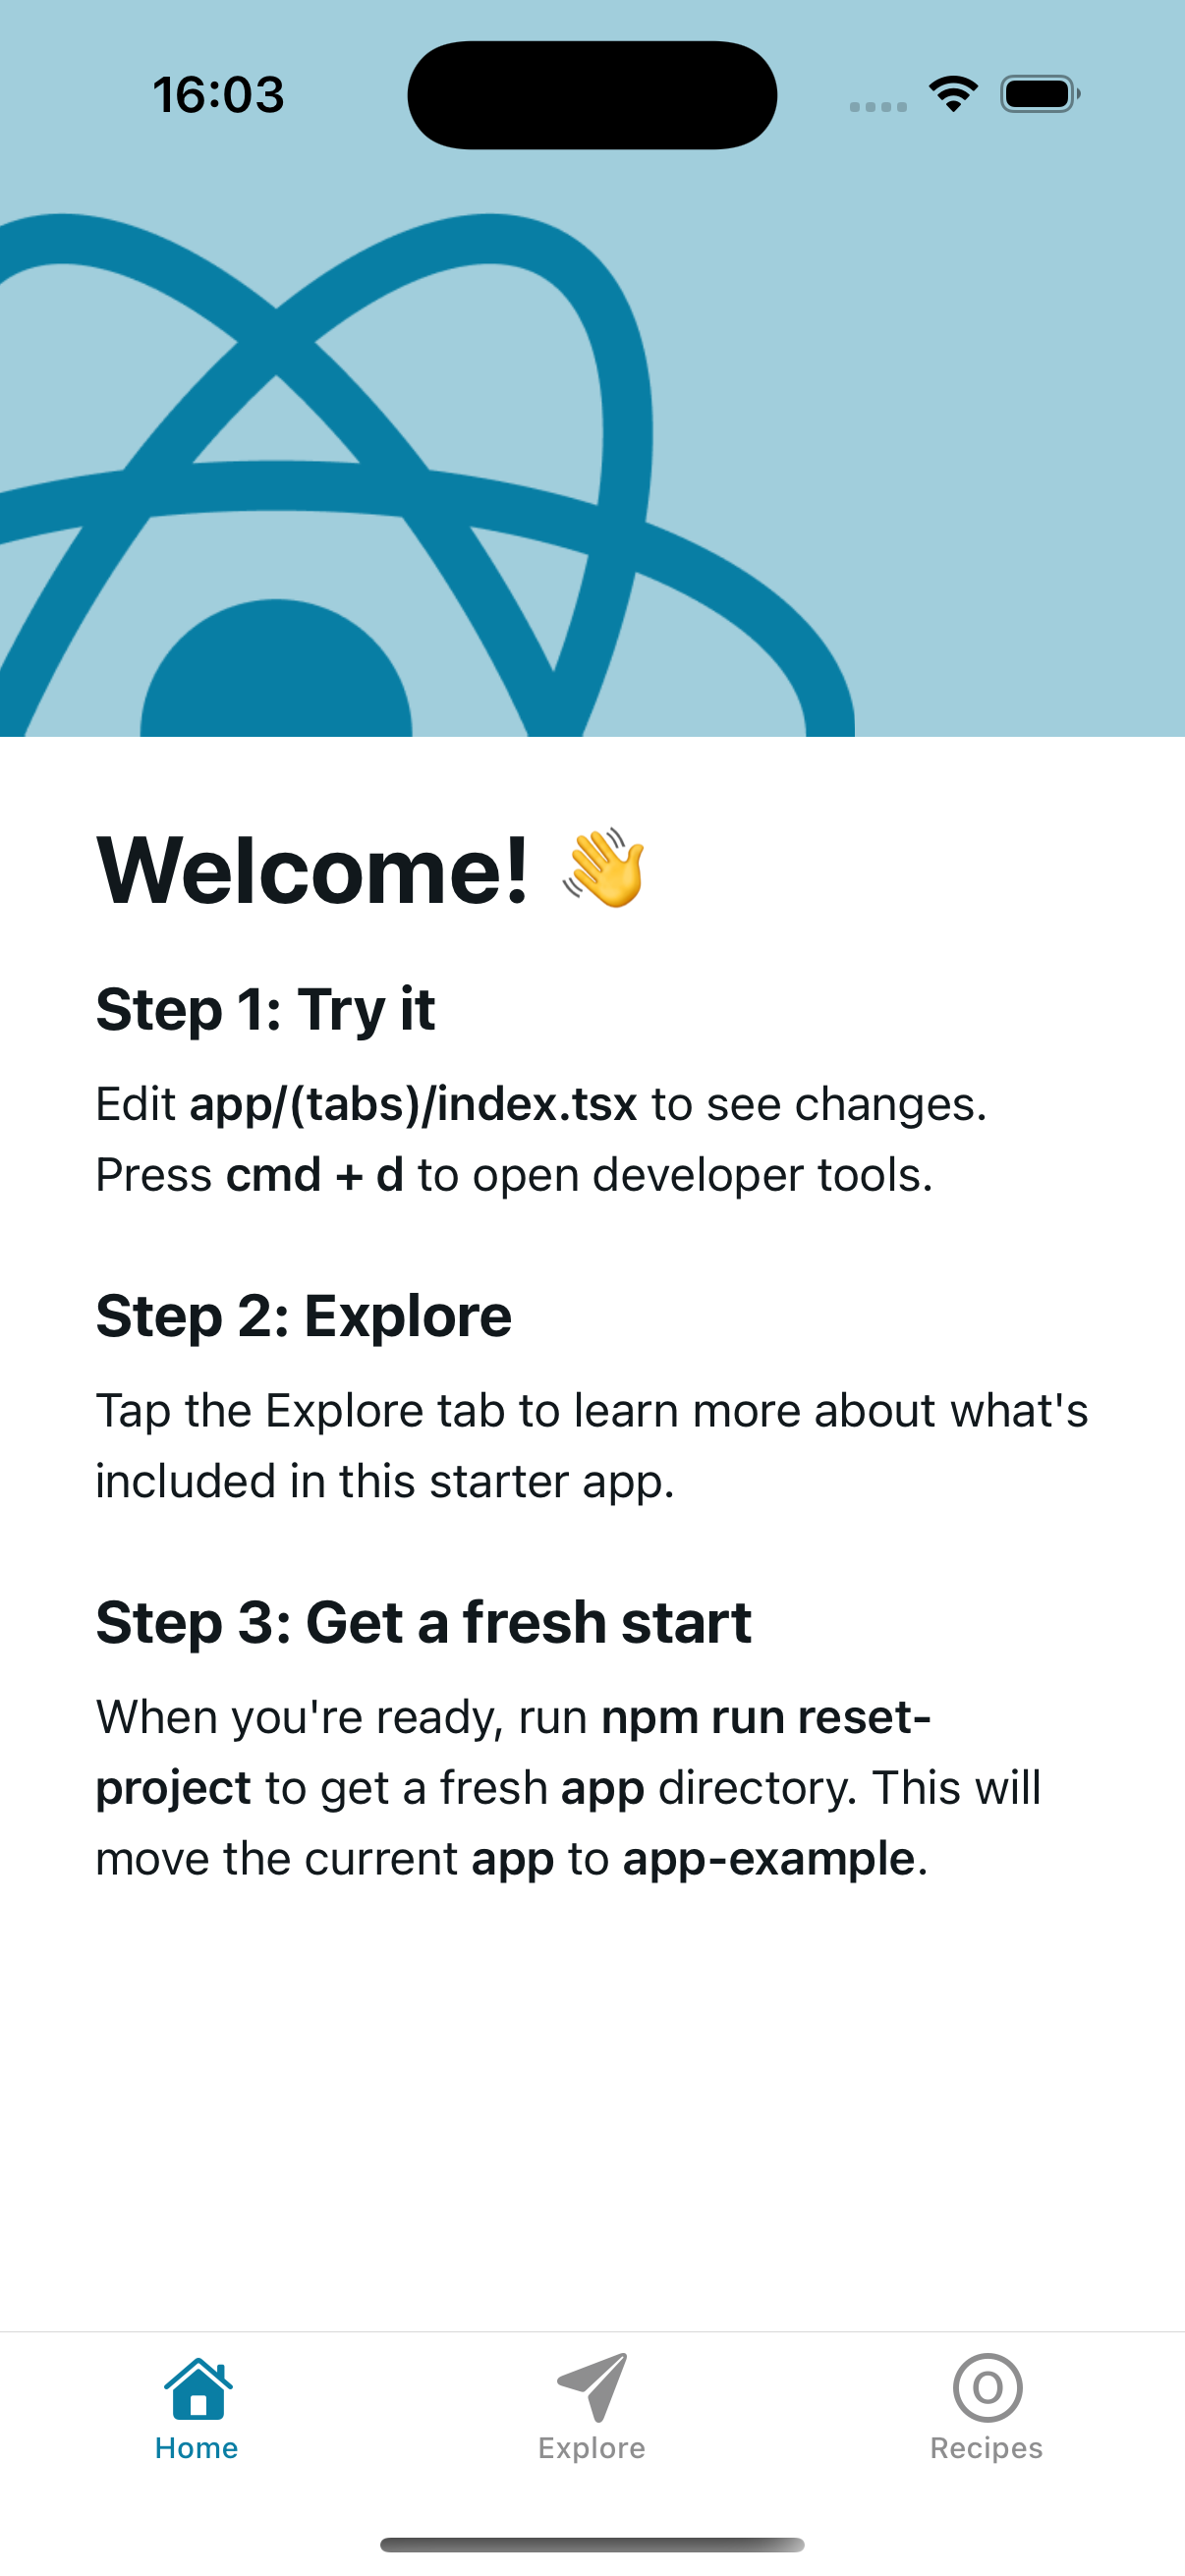 16:03
Welcome! 👋
Step 1: Try it
Edit app/(tabs)/index.tsx to see changes.
Press cmd + d to open developer tools.
Step 2: Explore
Tap the Explore tab to learn more about what's
included in this starter app.
Step 3: Get a fresh start
When you're ready, run npm run reset-
project to get a fresh app directory. This will
move the current app to app-example.
Home
Explore
Recipes